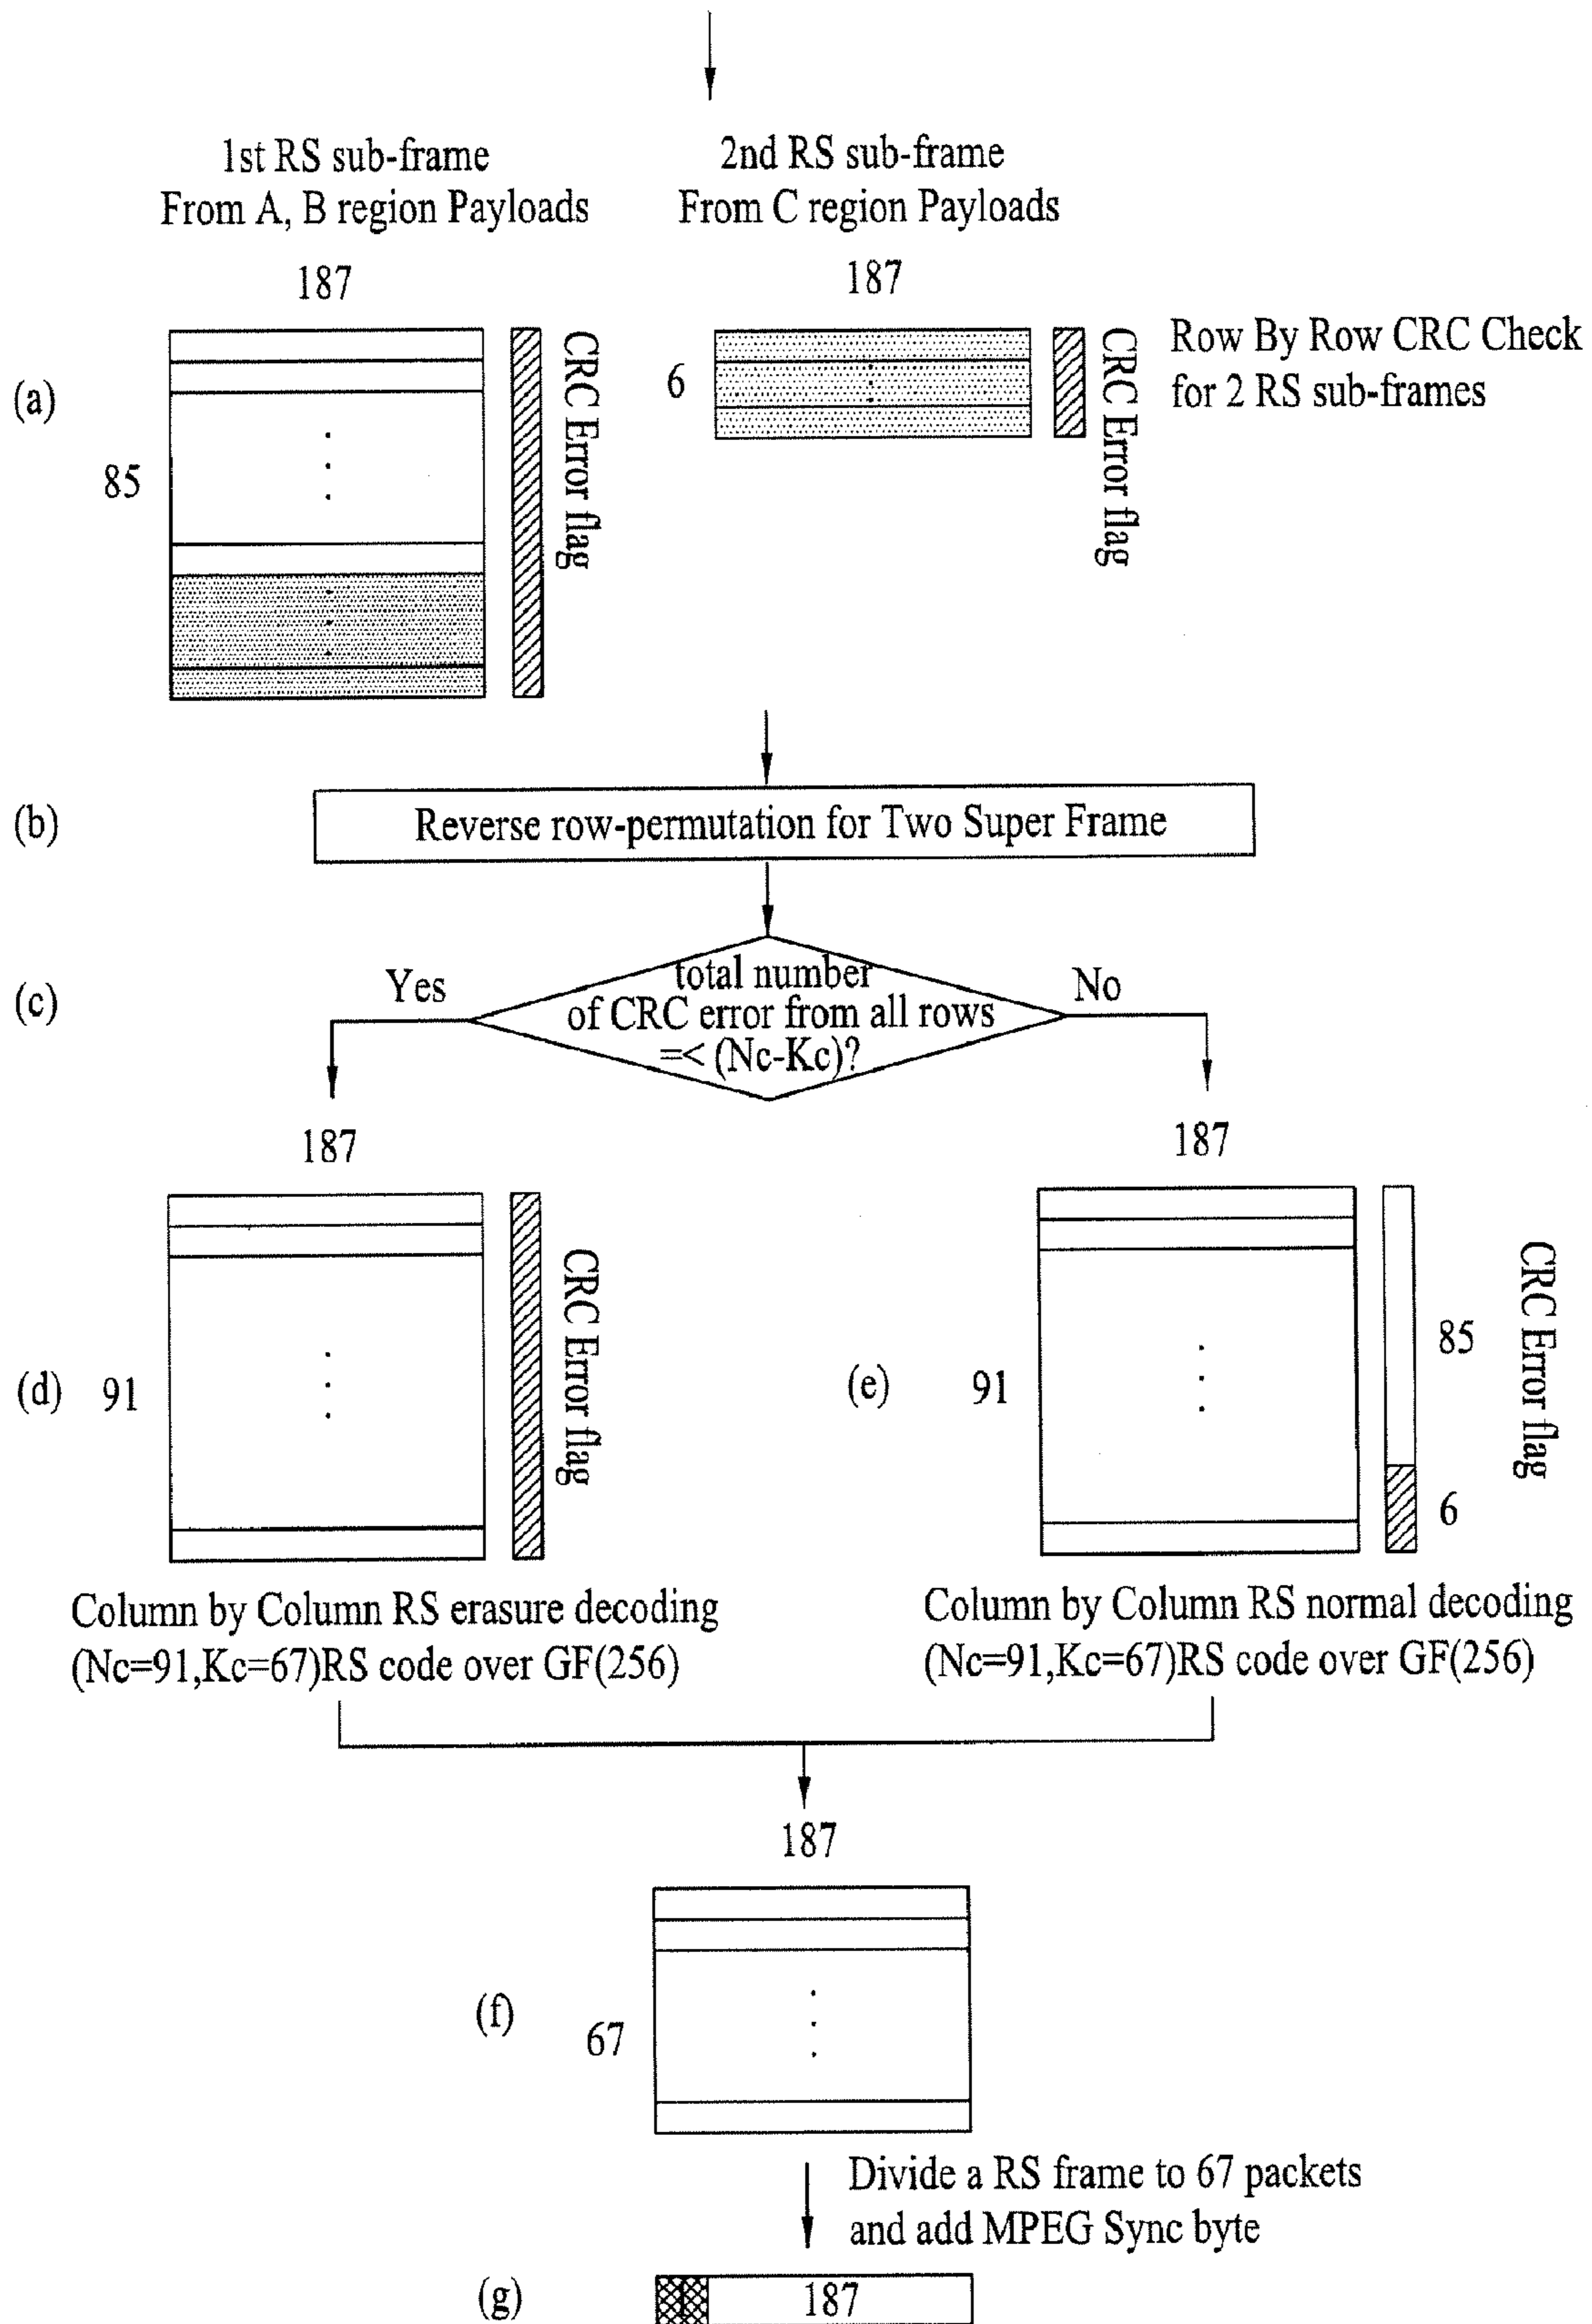 1st RS sub-frame
From A, B region Payloads
2nd RS sub-frame
From C region Payloads
187
187
(a)
85
CRC Error flag
6
CRC Error flag
Row By Row CRC Check
for 2 RS sub-frames
(b)
Reverse row-permutation for Two Super Frame
(c)
Yes
total number
of CRC error from all rows
=< (Nc-Kc)?
No
187
187
(d)
91
CRC Error flag
(e)
91
85
6
CRC Error flag
Column by Column RS erasure decoding
(Nc=91,Kc=67)RS code over GF(256)
Column by Column RS normal decoding
(Nc=91,Kc=67)RS code over GF(256)
187
(f)
67
Divide a RS frame to 67 packets
and add MPEG Sync byte
(g)
1
187